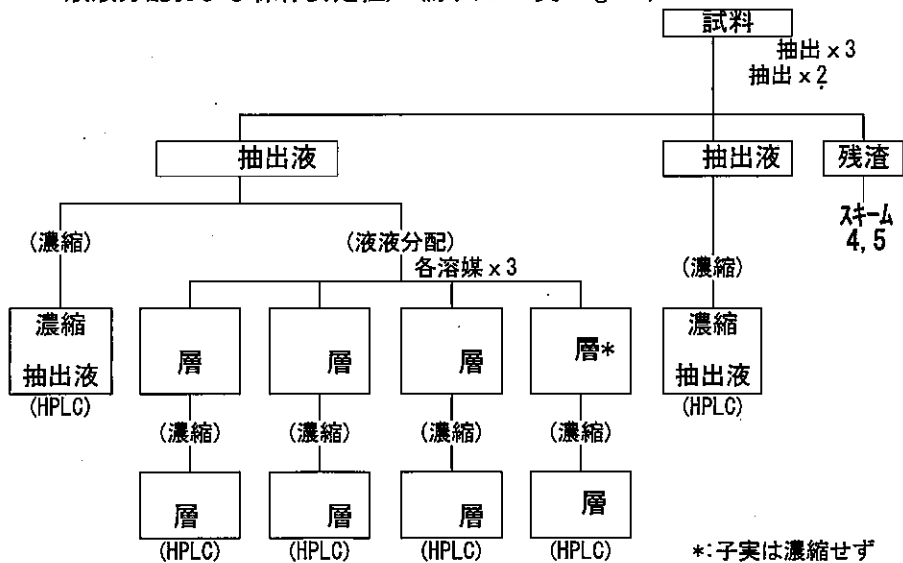 試料
抽出 x 3
抽出 x 2
抽出液
抽出液
残渣
スキーム
4, 5
(濃縮)
(液液分配)
各溶媒 x 3
(濃縮)
濃縮
抽出液
(HPLC)
層
層
層
層*
濃縮
抽出液
(HPLC)
(濃縮)
(濃縮)
(濃縮)
(濃縮)
層
層
層
層
(HPLC)
(HPLC)
(HPLC)
(HPLC)
*:子実は濃縮せず